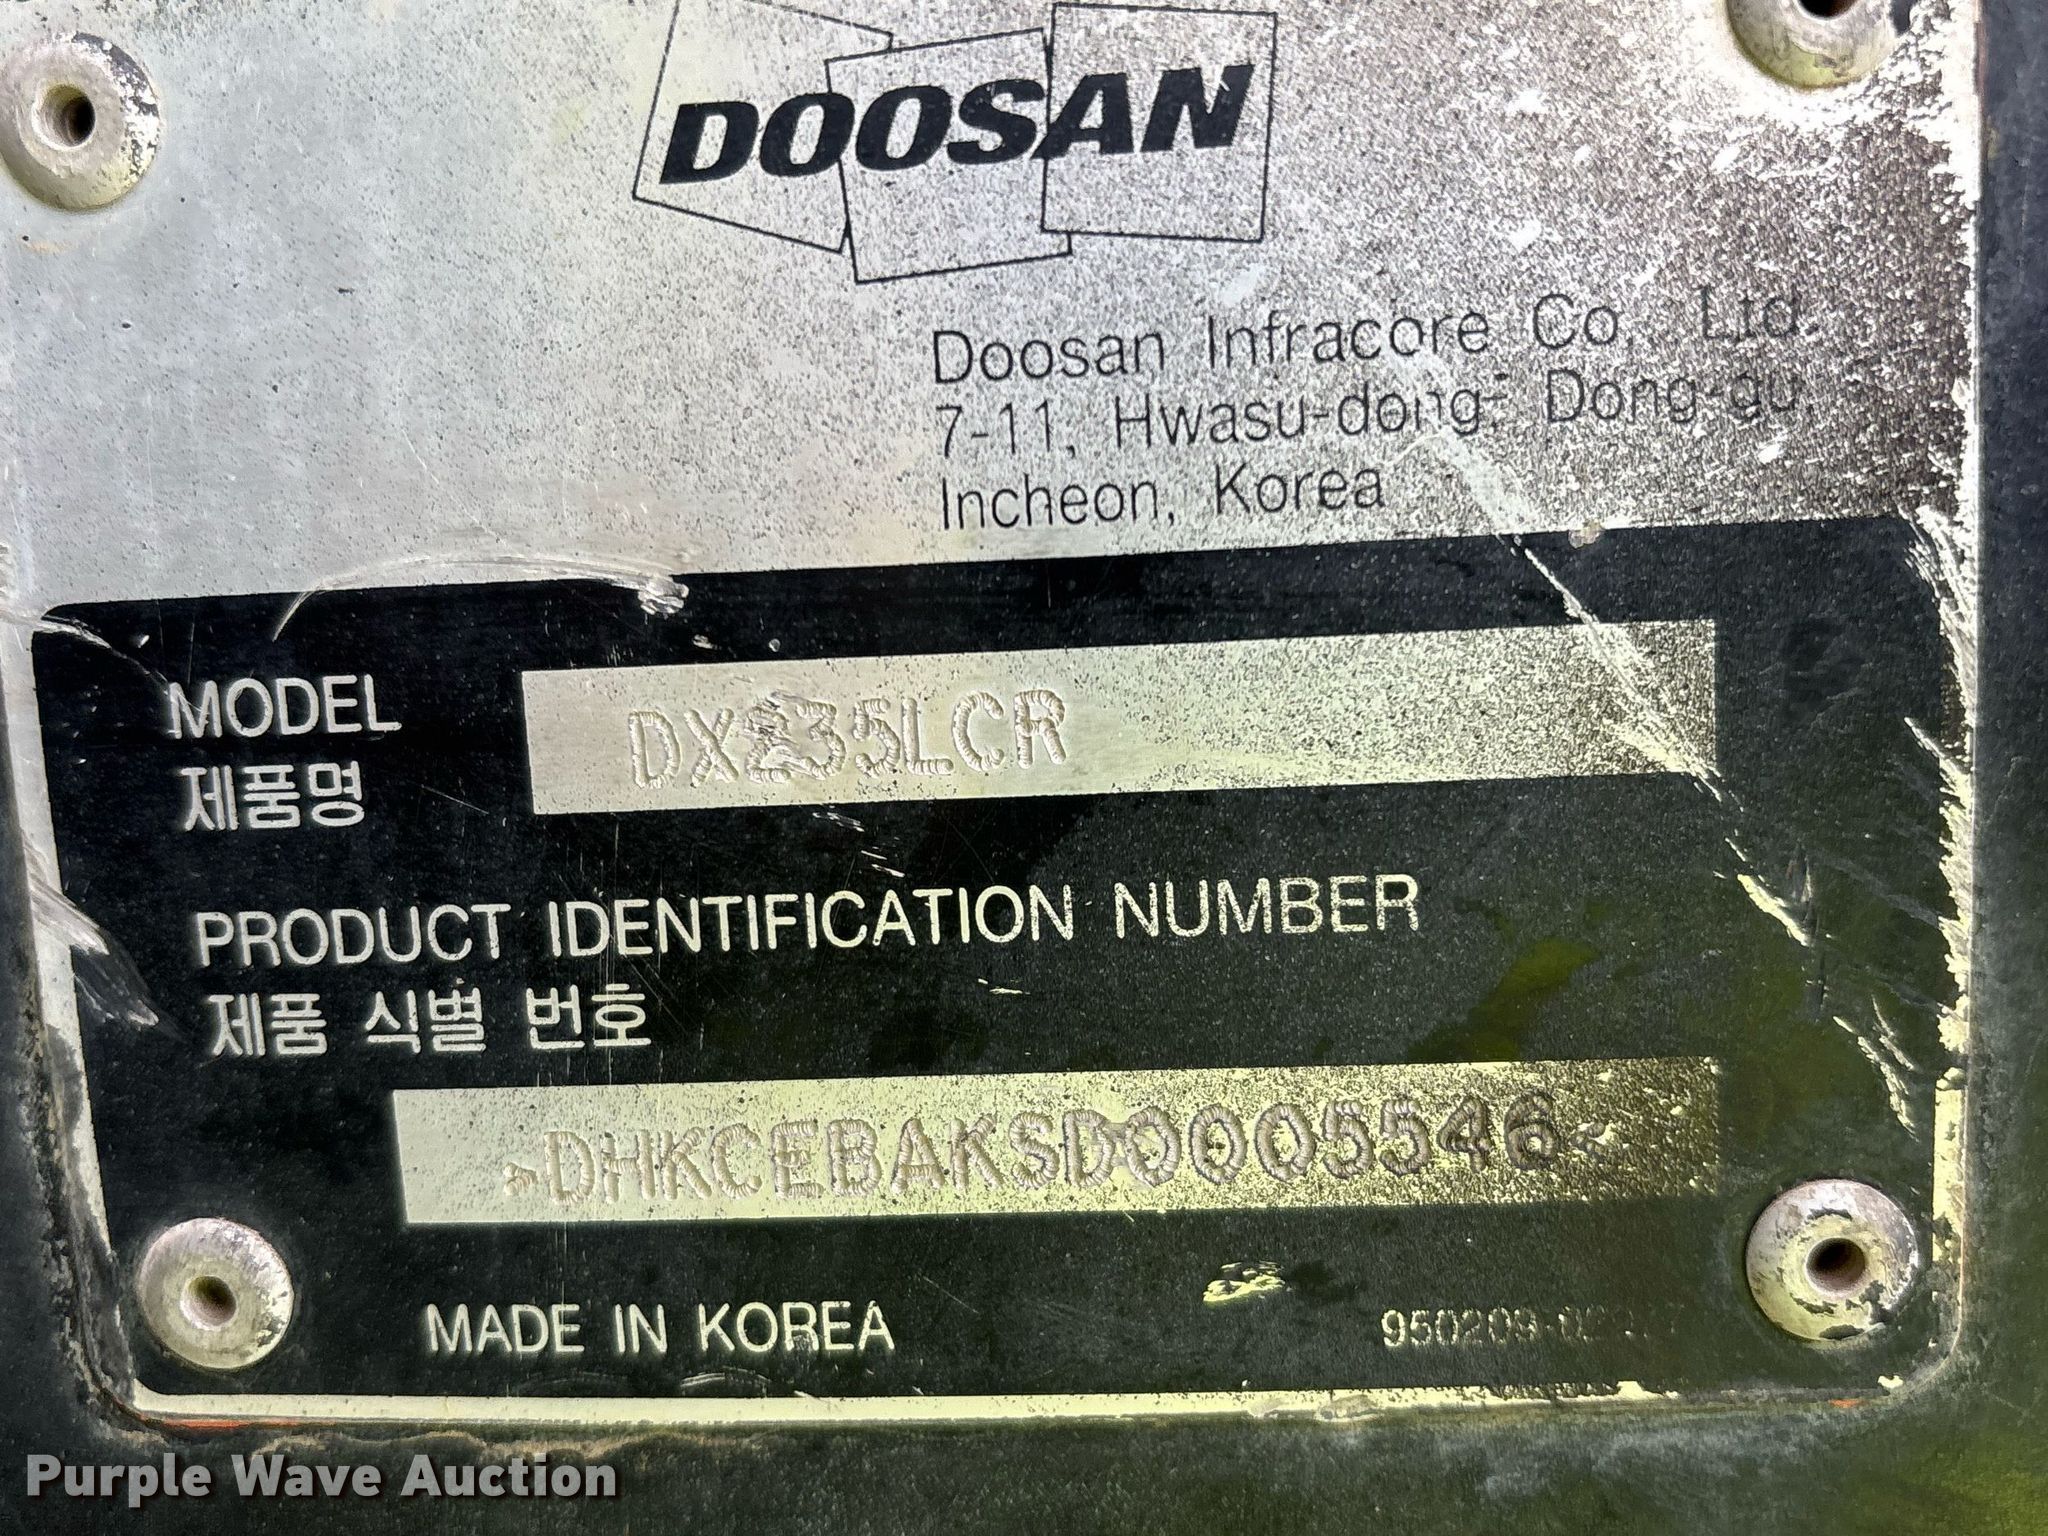 DOOSAN
Doosan Infracore Co. Ltd.
7-11, Hwasu-dong, Dong-gu,
Incheon, Korea
MODEL DX235LCR
제품명
PRODUCT IDENTIFICATION NUMBER
제품 식별 번호
DHKCEBAKSD0005546
MADE IN KOREA
Purple Wave Auction